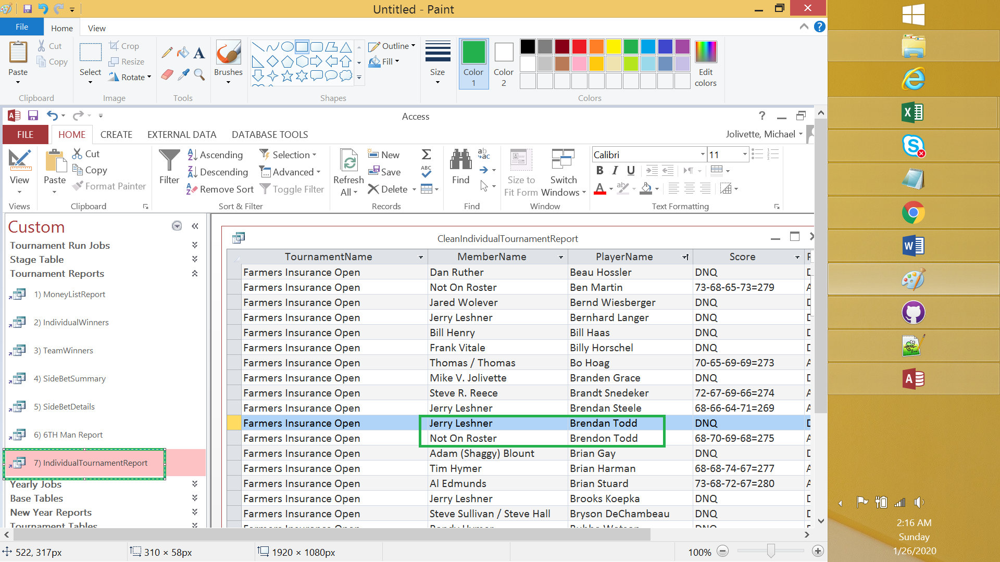 Untitled - Paint
File Home View
Paste Cut Copy Clipboard
Select Crop Resize Rotate Image
Tools
Brushes
Shapes
Outline Fill
Size
Color 1 Color 2 Edit colors
Colors
Access
FILE HOME CREATE EXTERNAL DATA DATABASE TOOLS
Jolivette, Michael
View Views
Paste Cut Copy Format Painter Clipboard
Filter Ascending Descending Remove Sort Selection Advanced Toggle Filter Sort & Filter
Refresh All New Save Delete Records
ABC
Find Find
Size to Fit Form Switch Windows Window
Calibri 11
B I U
Text Formatting
Custom
Tournament Run Jobs
Stage Table
Tournament Reports
1) MoneyListReport
2) IndividualWinners
3) TeamWinners
4) SideBetSummary
5) SideBetDetails
6) 6TH Man Report
7) IndividualTournamentReport
Yearly Jobs
Base Tables
New Year Reports
Tournament Tables
CleanIndividualTournamentReport
TournamentName MemberName PlayerName Score
Farmers Insurance Open Dan Ruther Beau Hossler DNQ
Farmers Insurance Open Not On Roster Ben Martin 73-68-65-73=279
Farmers Insurance Open Jared Wolever Bernd Wiesberger DNQ
Farmers Insurance Open Jerry Leshner Bernhard Langer DNQ
Farmers Insurance Open Bill Henry Bill Haas DNQ
Farmers Insurance Open Frank Vitale Billy Horschel DNQ
Farmers Insurance Open Thomas / Thomas Bo Hoag 70-65-69-69=273
Farmers Insurance Open Mike V. Jolivette Branden Grace DNQ
Farmers Insurance Open Steve R. Reece Brandt Snedeker 72-67-69-66=274
Farmers Insurance Open Jerry Leshner Brendan Steele 68-66-64-71=269
Farmers Insurance Open Jerry Leshner Brendan Todd DNQ
Farmers Insurance Open Not On Roster Brendon Todd 68-70-69-68=275
Farmers Insurance Open Adam (Shaggy) Blount Brian Gay DNQ
Farmers Insurance Open Tim Hymer Brian Harman 68-68-74-67=277
Farmers Insurance Open Al Edmunds Brian Stuard 73-68-72-67=280
Farmers Insurance Open Jerry Leshner Brooks Koepka DNQ
Farmers Insurance Open Steve Sullivan / Steve Hall Bryson DeChambeau DNQ
522, 317px 310 × 58px 1920 × 1080px 100%
2:16 AM
Sunday
1/26/2020